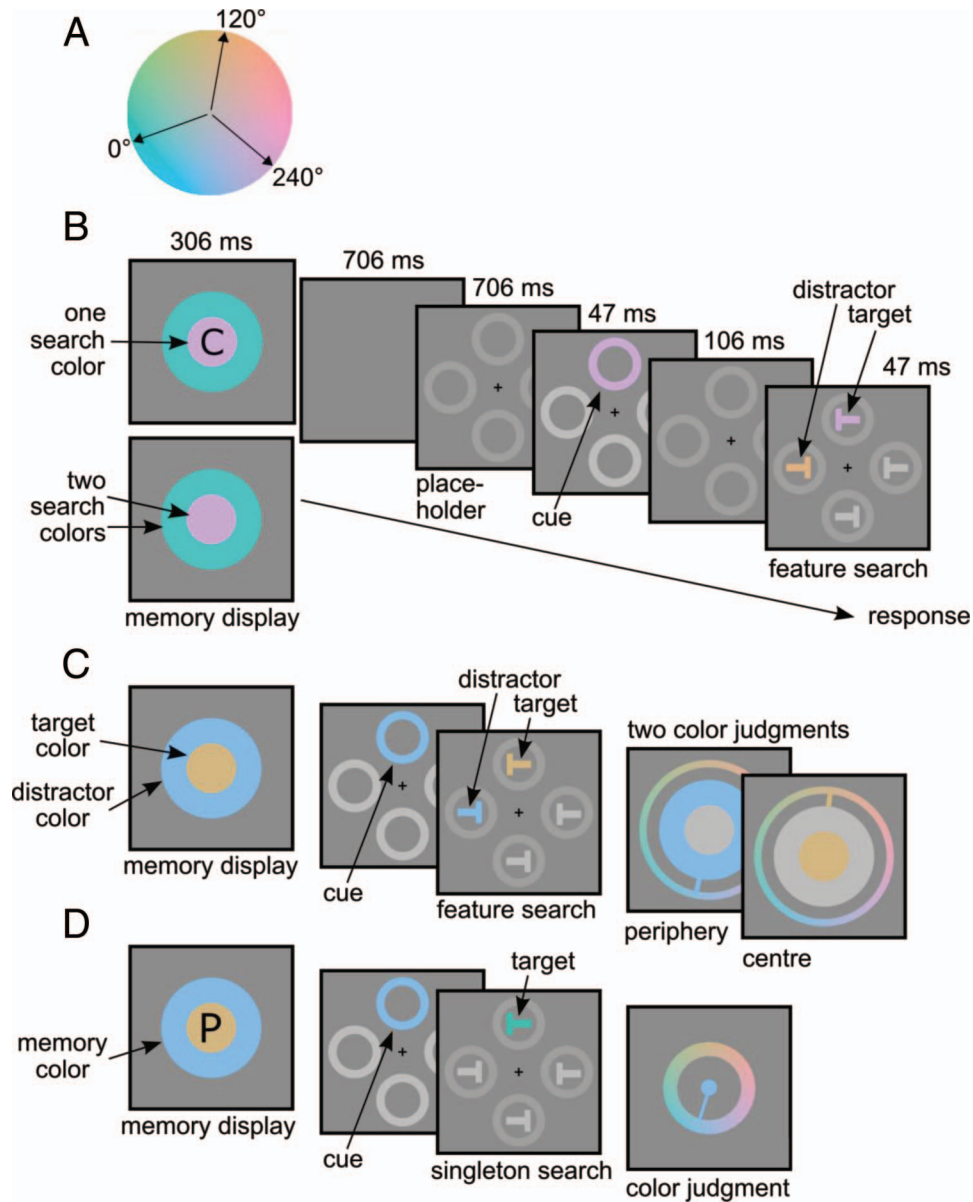 A
120°
0°
240°
B
306 ms
706 ms
706 ms
47 ms
106 ms
47 ms
one
search
color
C
distractor
target
T
T
T
T
two
search
colors
place-
holder
cue
feature search
memory display
response
C
target
color
distractor
color
memory display
cue
distractor
target
T
T
T
T
feature search
two color judgments
periphery
centre
D
memory
color
P
memory display
cue
target
T
T
T
T
singleton search
color judgment